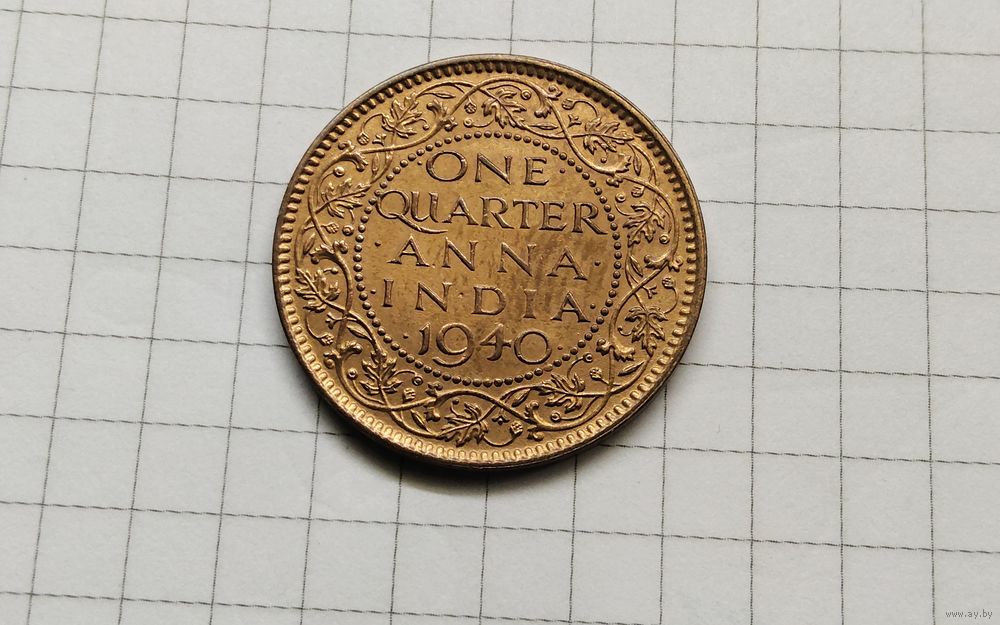 ONE
QUARTER
· ANNA ·
· INDIA ·
1940
www.ay.by